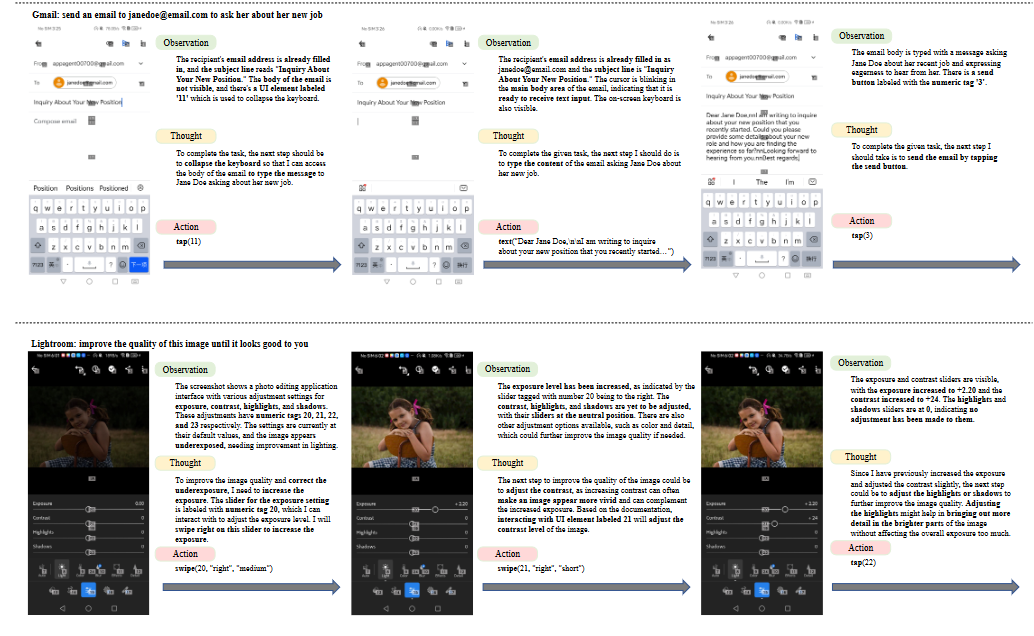 Gmail: send an email to janedoe@email.com to ask her about her new job
From appagent00700@gmail.com
To janedoe@gmail.com
Inquiry About Your New Position
Compose email
Position Positions Positioned
q w e r t y u i o p
a s d f g h j k l
z x c v b n m
?123 英 下一项
Observation
The recipient's email address is already filled
in, and the subject line reads "Inquiry About
Your New Position." The body of the email is
not visible, and there's a UI element labeled
'11' which is used to collapse the keyboard.
Thought
To complete the task, the next step should be
to collapse the keyboard so that I can access
the body of the email to type the message to
Jane Doe asking about her new job.
Action
tap(11)
From appagent00700@gmail.com
To janedoe@gmail.com
Inquiry About Your New Position
q w e r t y u i o p
a s d f g h j k l
z x c v b n m
?123 英 换行
Observation
The recipient's email address is already filled in as
janedoe@email.com and the subject line is "Inquiry
About Your New Position." The cursor is blinking in
the main body area of the email, indicating that it is
ready to receive text input. The on-screen keyboard is
also visible.
Thought
To complete the given task, the next step I should do is
to type the content of the email asking Jane Doe about
her new job.
Action
text("Dear Jane Doe,\n\nI am writing to inquire
about your new position that you recently started...")
From appagent00700@gmail.com
To janedoe@gmail.com
Inquiry About Your New Position
Dear Jane Doe,nnI am writing to inquire
about your new position that you
recently started. Could you please
provide some details about your new
role and how you are finding the
experience so far?nnLooking forward to
hearing from you.nnBest regards,
I The I'm
q w e r t y u i o p
a s d f g h j k l
z x c v b n m
?123 英 换行
Observation
The email body is typed with a message asking
Jane Doe about her recent job and expressing
eagerness to hear from her. There is a send
button labeled with the numeric tag '3'.
Thought
To complete the given task, the next step I
should take is to send the email by tapping
the send button.
Action
tap(3)
Lightroom: improve the quality of this image until it looks good to you
Exposure 0.00
Contrast 0
Highlights 0
Shadows 0
Observation
The screenshot shows a photo editing application
interface with various adjustment settings for
exposure, contrast, highlights, and shadows.
These adjustments have numeric tags 20, 21, 22,
and 23 respectively. The settings are currently at
their default values, and the image appears
underexposed, needing improvement in lighting.
Thought
To improve the image quality and correct the
underexposure, I need to increase the
exposure. The slider for the exposure setting
is labeled with numeric tag 20, which I can
interact with to adjust the exposure level. I will
swipe right on this slider to increase the
exposure.
Action
swipe(20, "right", "medium")
Exposure + 2.20
Contrast 0
Highlights 0
Shadows 0
Observation
The exposure level has been increased, as indicated by the
slider tagged with number 20 being to the right. The
contrast, highlights, and shadows are yet to be adjusted,
with their sliders at the neutral position. There are also
other adjustment options available, such as color and detail,
which could further improve the image quality if needed.
Thought
The next step to improve the quality of the image could be
to adjust the contrast, as increasing contrast can often
make an image appear more vivid and can complement
the increased exposure. Based on the documentation,
interacting with UI element labeled 21 will adjust the
contrast level of the image.
Action
swipe(21, "right", "short")
Exposure + 2.20
Contrast + 24
Highlights 0
Shadows 0
Observation
The exposure and contrast sliders are visible,
with the exposure increased to +2.20 and the
contrast increased to +24. The highlights and
shadows sliders are at 0, indicating no
adjustment has been made to them.
Thought
Since I have previously increased the exposure
and adjusted the contrast slightly, the next step
could be to adjust the highlights or shadows to
further improve the image quality. Adjusting
the highlights might help in bringing out more
detail in the brighter parts of the image
without affecting the overall exposure too much.
Action
tap(22)